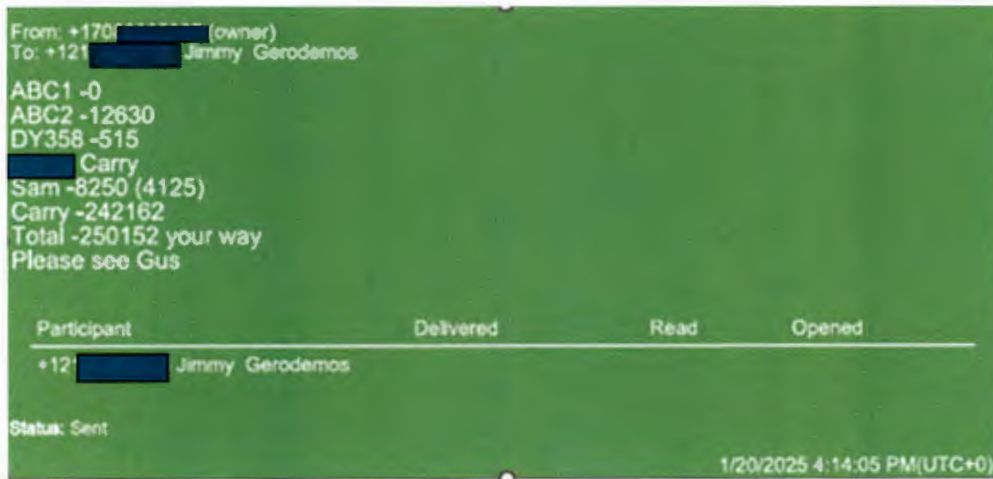 From: +170 (owner)
To: +121 Jimmy Gerodemos
ABC1 -0
ABC2 -12630
DY358 -515
Carry
Sam -8250 (4125)
Carry -242162
Total -250152 your way
Please see Gus
Participant Delivered Read Opened
+12 Jimmy Gerodemos
Status: Sent
1/20/2025 4:14:05 PM(UTC+0)